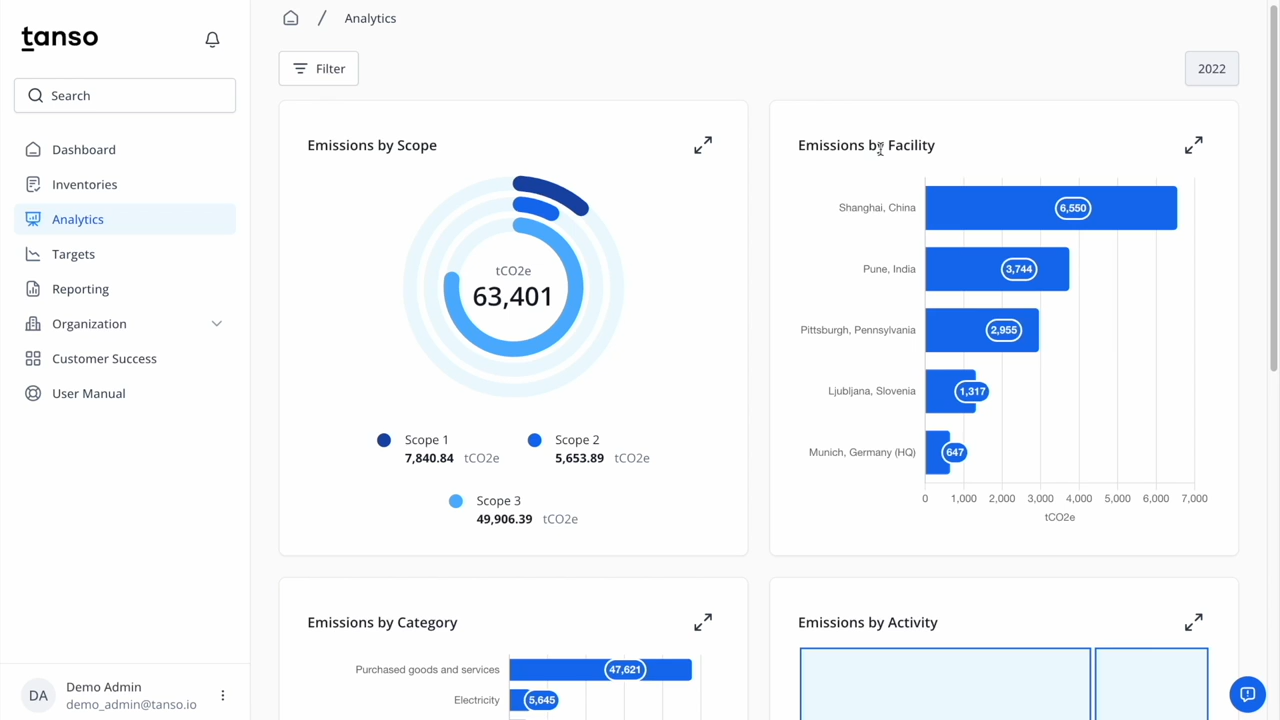 tanso
Search
Dashboard
Inventories
Analytics
Targets
Reporting
Organization
Customer Success
User Manual
DA
Demo Admin
demo_admin@tanso.io
/ Analytics
Filter
2022
Emissions by Scope
tCO2e
63,401
Scope 1
7,840.84 tCO2e
Scope 2
5,653.89 tCO2e
Scope 3
49,906.39 tCO2e
Emissions by Facility
Shanghai, China
6,550
Pune, India
3,744
Pittsburgh, Pennsylvania
2,955
Ljubljana, Slovenia
1,317
Munich, Germany (HQ)
647
0 1,000 2,000 3,000 4,000 5,000 6,000 7,000
tCO2e
Emissions by Category
Purchased goods and services
47,621
Electricity
5,645
Emissions by Activity